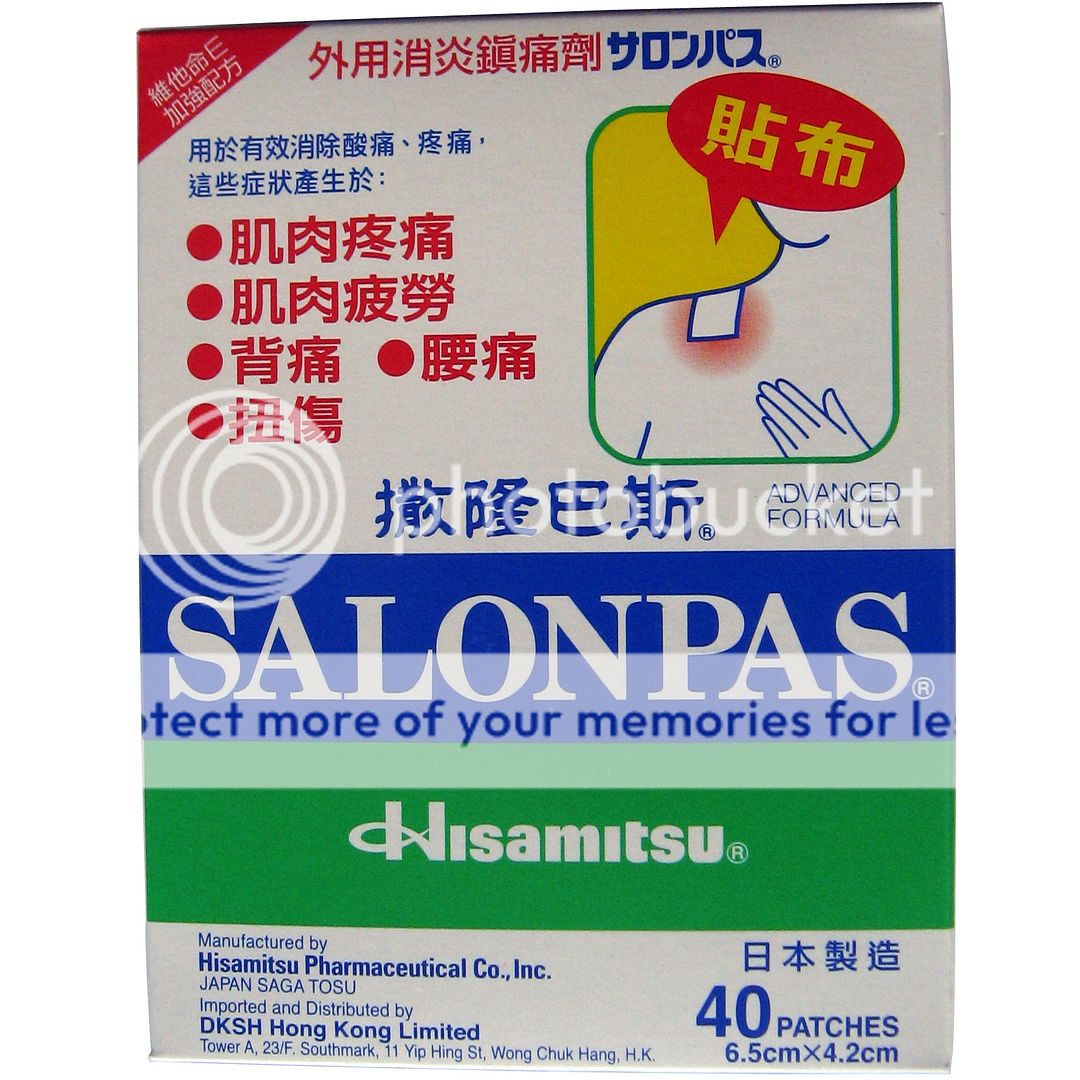 維他命E
加強配方
外用消炎鎮痛劑 サロンパス®
貼布
用於有效消除酸痛、疼痛，
這些症狀產生於：
●肌肉疼痛
●肌肉疲勞
●背痛 ●腰痛
●扭傷
撒隆巴斯®
ADVANCED
FORMULA
photobucket
SALONPAS®
tect more of your memories for le
Hisamitsu®
Manufactured by
Hisamitsu Pharmaceutical Co., Inc.
JAPAN SAGA TOSU
Imported and Distributed by
DKSH Hong Kong Limited
Tower A, 23/F. Southmark, 11 Yip Hing St, Wong Chuk Hang, H.K.
日本製造
40 PATCHES
6.5cm×4.2cm